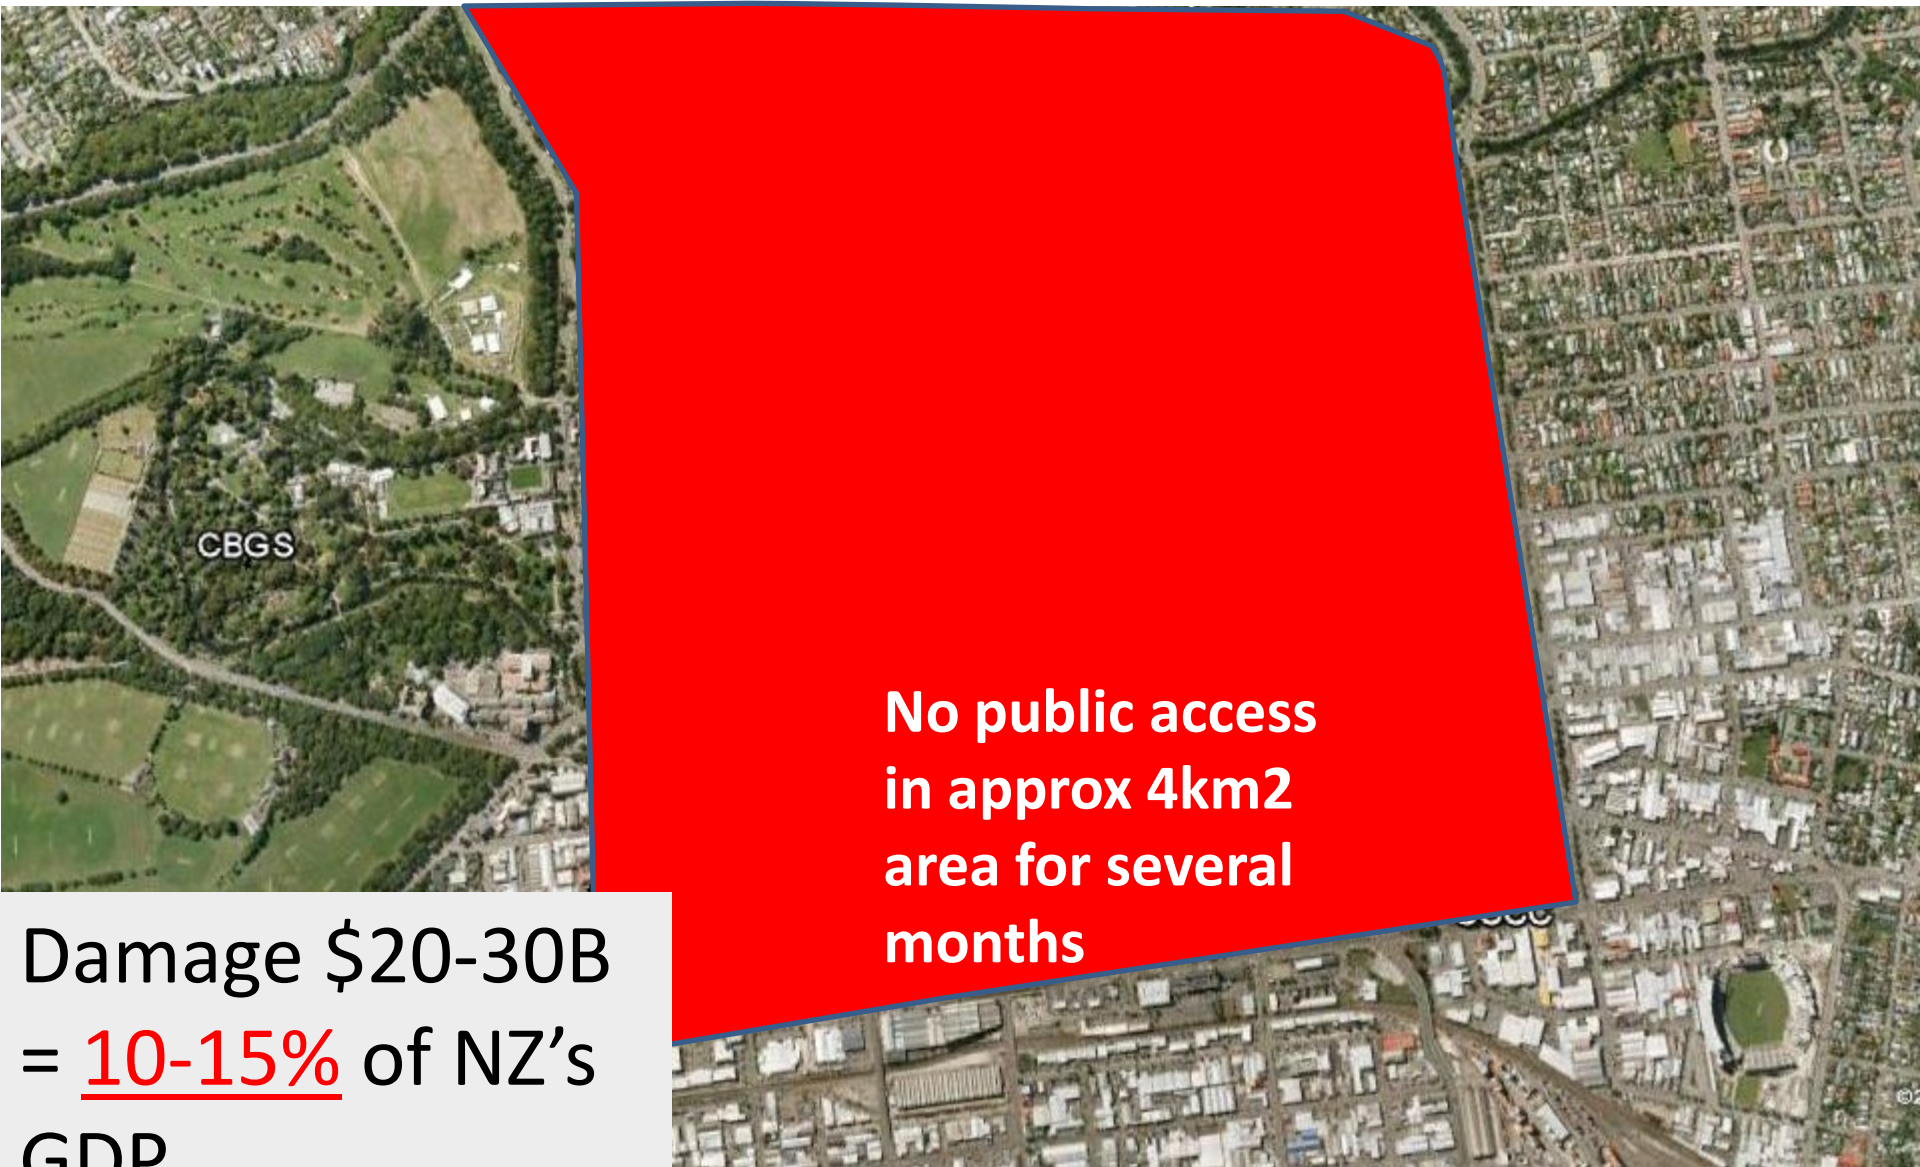 CBGS
No public access
in approx 4km2
area for several
months
Damage $20-30B
= 10-15% of NZ’s
GDP